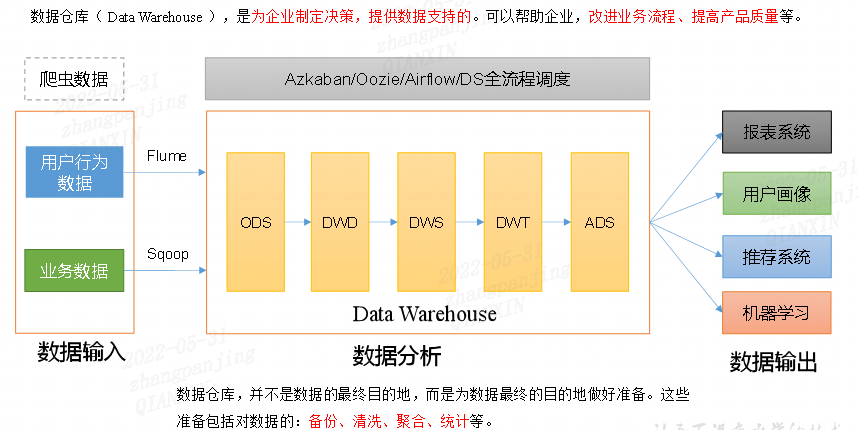 数据仓库（ Data Warehouse ），是为企业制定决策，提供数据支持的。可以帮助企业，改进业务流程、提高产品质量等。
爬虫数据
Azkaban/Oozie/Airflow/DS全流程调度
用户行为
数据
Flume
业务数据
Sqoop
数据输入
ODS
DWD
DWS
DWT
ADS
Data Warehouse
数据分析
报表系统
用户画像
推荐系统
机器学习
数据输出
数据仓库，并不是数据的最终目的地，而是为数据最终的目的地做好准备。这些
准备包括对数据的：备份、清洗、聚合、统计等。
2022-05-31
zhangpanjing
QIANXIN